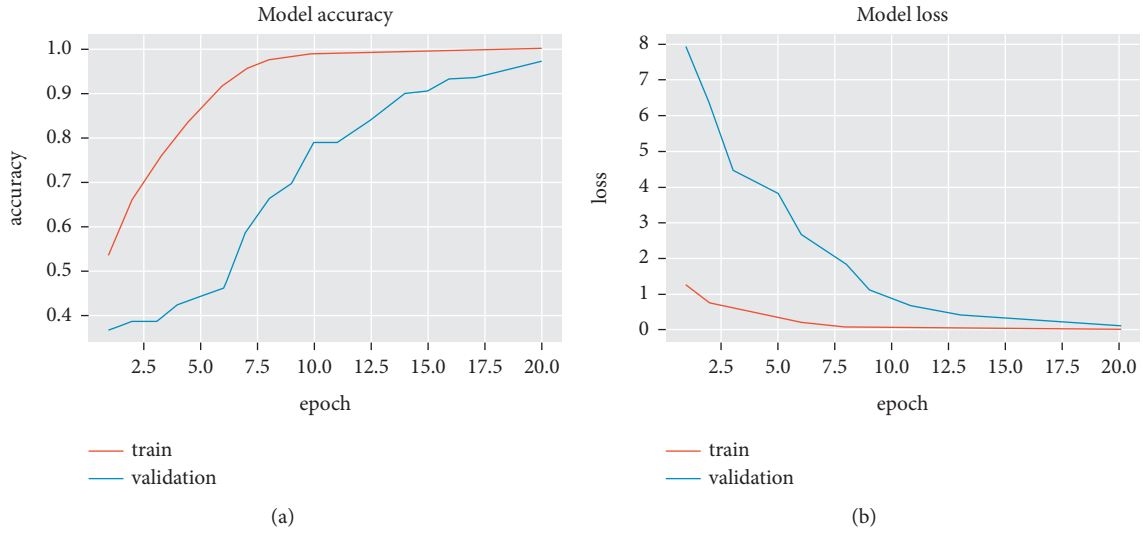 Model accuracy
1.0
0.9
0.8
0.7
0.6
0.5
0.4
accuracy
2.5 5.0 7.5 10.0 12.5 15.0 17.5 20.0
epoch
train
validation
(a)
Model loss
8
7
6
5
4
3
2
1
0
loss
2.5 5.0 7.5 10.0 12.5 15.0 17.5 20.0
epoch
train
validation
(b)